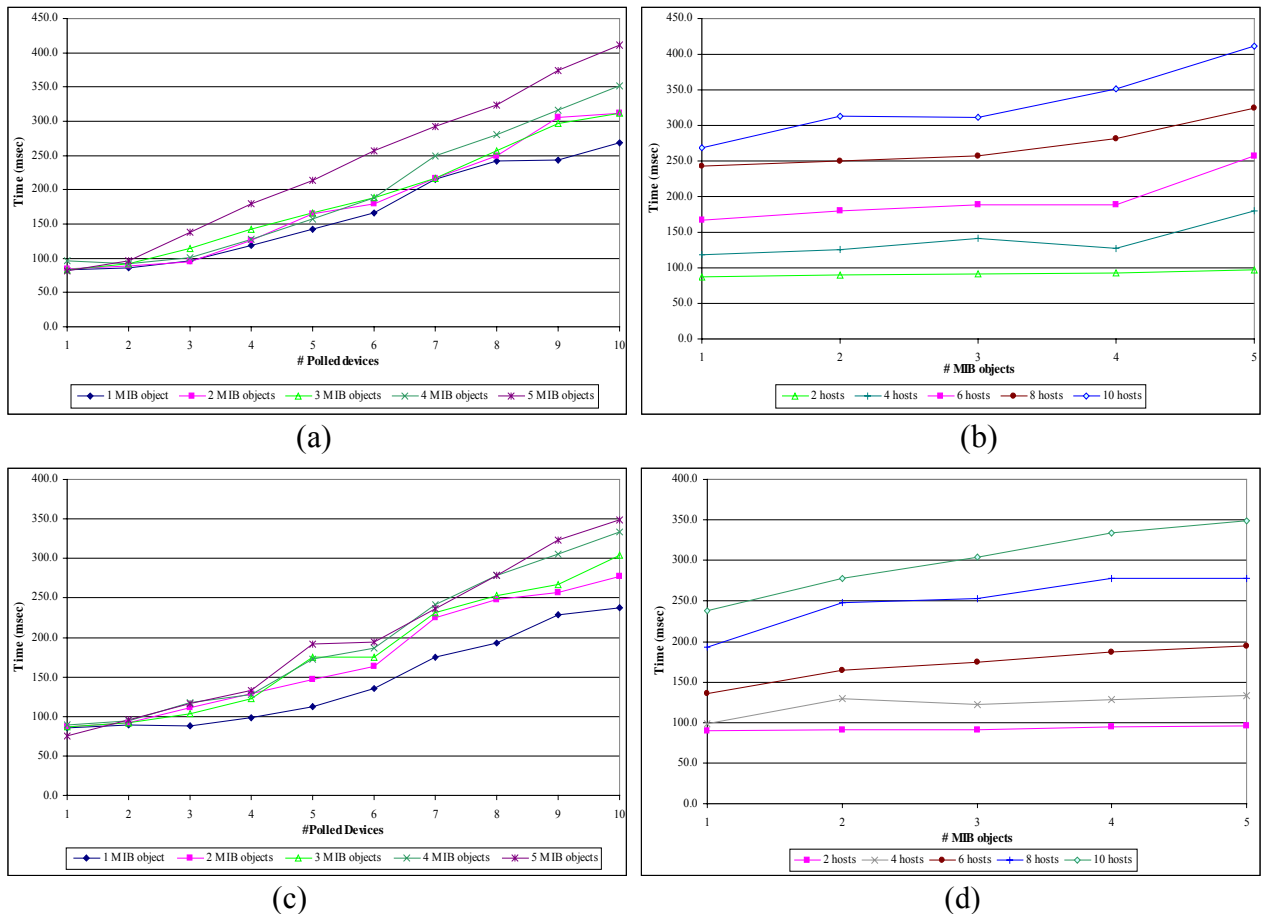 450.0
400.0
350.0
300.0
250.0
200.0
150.0
100.0
50.0
0.0
Time (msec)
1 2 3 4 5 6 7 8 9 10
# Polled devices
1 MIB object 2 MIB objects 3 MIB objects 4 MIB objects 5 MIB objects
(a)
450.0
400.0
350.0
300.0
250.0
200.0
150.0
100.0
50.0
0.0
Time (msec)
1 2 3 4 5
# MIB objects
2 hosts 4 hosts 6 hosts 8 hosts 10 hosts
(b)
400.0
350.0
300.0
250.0
200.0
150.0
100.0
50.0
0.0
Time (msec)
1 2 3 4 5 6 7 8 9 10
#Polled Devices
1 MIB object 2 MIB objects 3 MIB objects 4 MIB objects 5 MIB objects
(c)
400.0
350.0
300.0
250.0
200.0
150.0
100.0
50.0
0.0
Time (msec)
1 2 3 4 5
# MIB objects
2 hosts 4 hosts 6 hosts 8 hosts 10 hosts
(d)